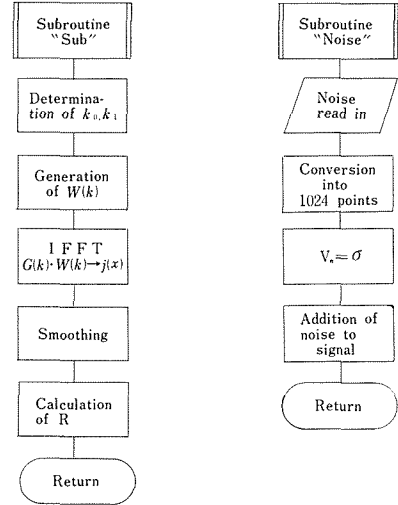 Subroutine
"Sub"
Determina-
tion of k₀,k₁
Generation
of W(k)
I F F T
G(k)·W(k)→j(x)
Smoothing
Calculation
of R
Return
Subroutine
"Noise"
Noise
read in
Conversion
into
1024 points
Vₙ= σ
Addition of
noise to
signal
Return